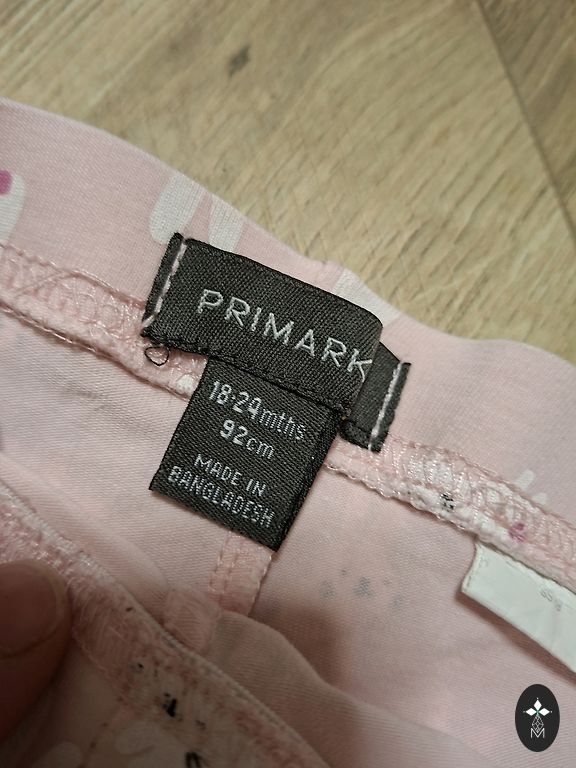 PRIMARK
18-24mths
92cm
MADE IN
BANGLADESH